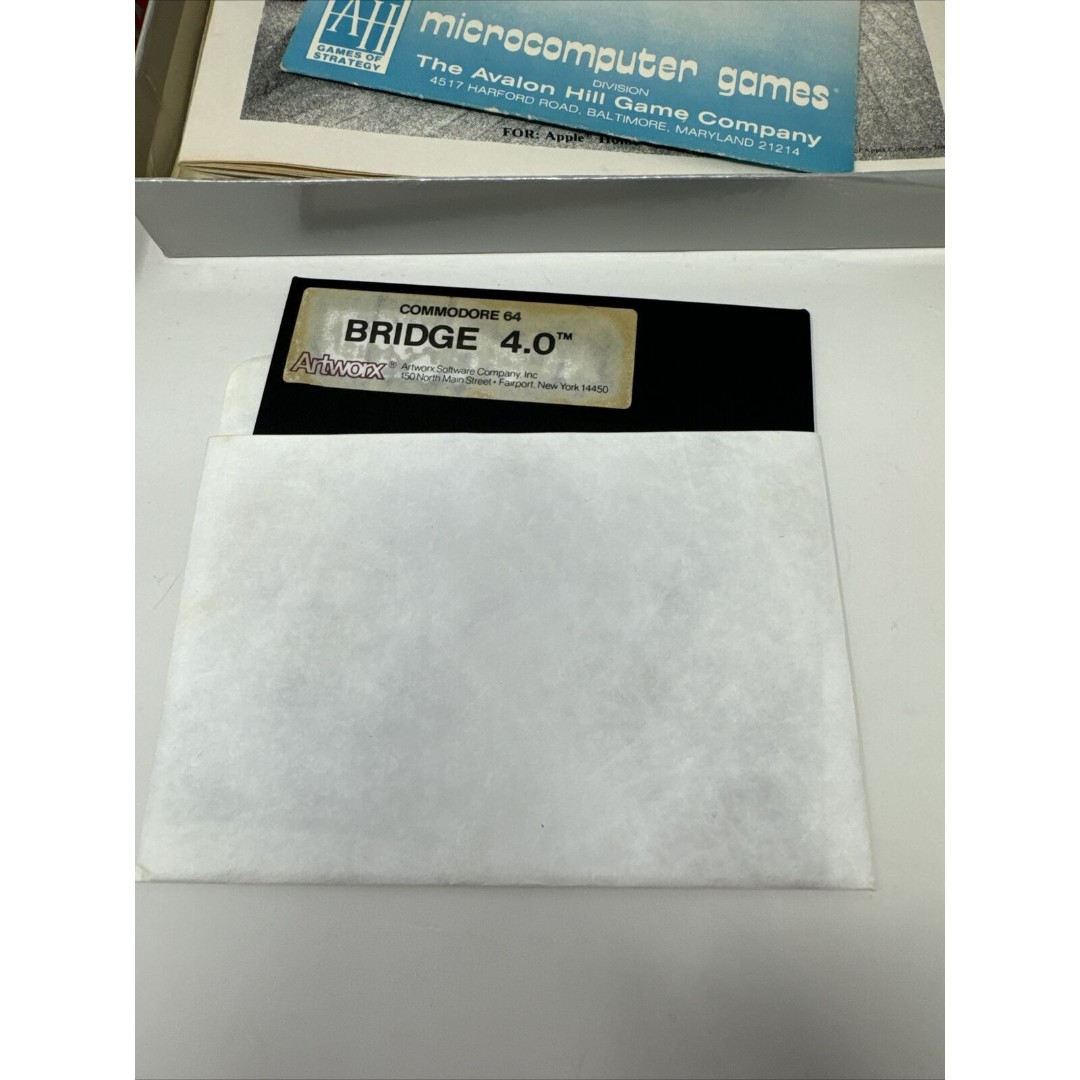 AH
GAMES OF
STRATEGY
microcomputer games
DIVISION
The Avalon Hill Game Company
4517 HARFORD ROAD, BALTIMORE, MARYLAND 21214
FOR: Apple®
COMMODORE 64
BRIDGE 4.0™
Artworx® Artworx Software Company, Inc
150 North Main Street • Fairport, New York 14450